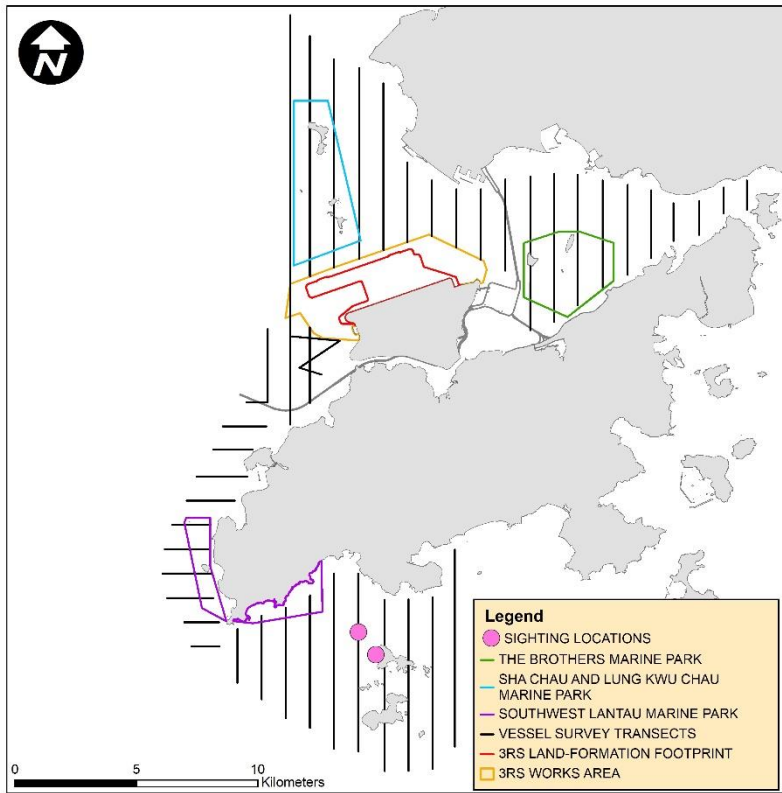 N
Legend
SIGHTING LOCATIONS
THE BROTHERS MARINE PARK
SHA CHAU AND LUNG KWU CHAU
MARINE PARK
SOUTHWEST LANTAU MARINE PARK
VESSEL SURVEY TRANSECTS
3RS LAND-FORMATION FOOTPRINT
3RS WORKS AREA
0 5 10
Kilometers